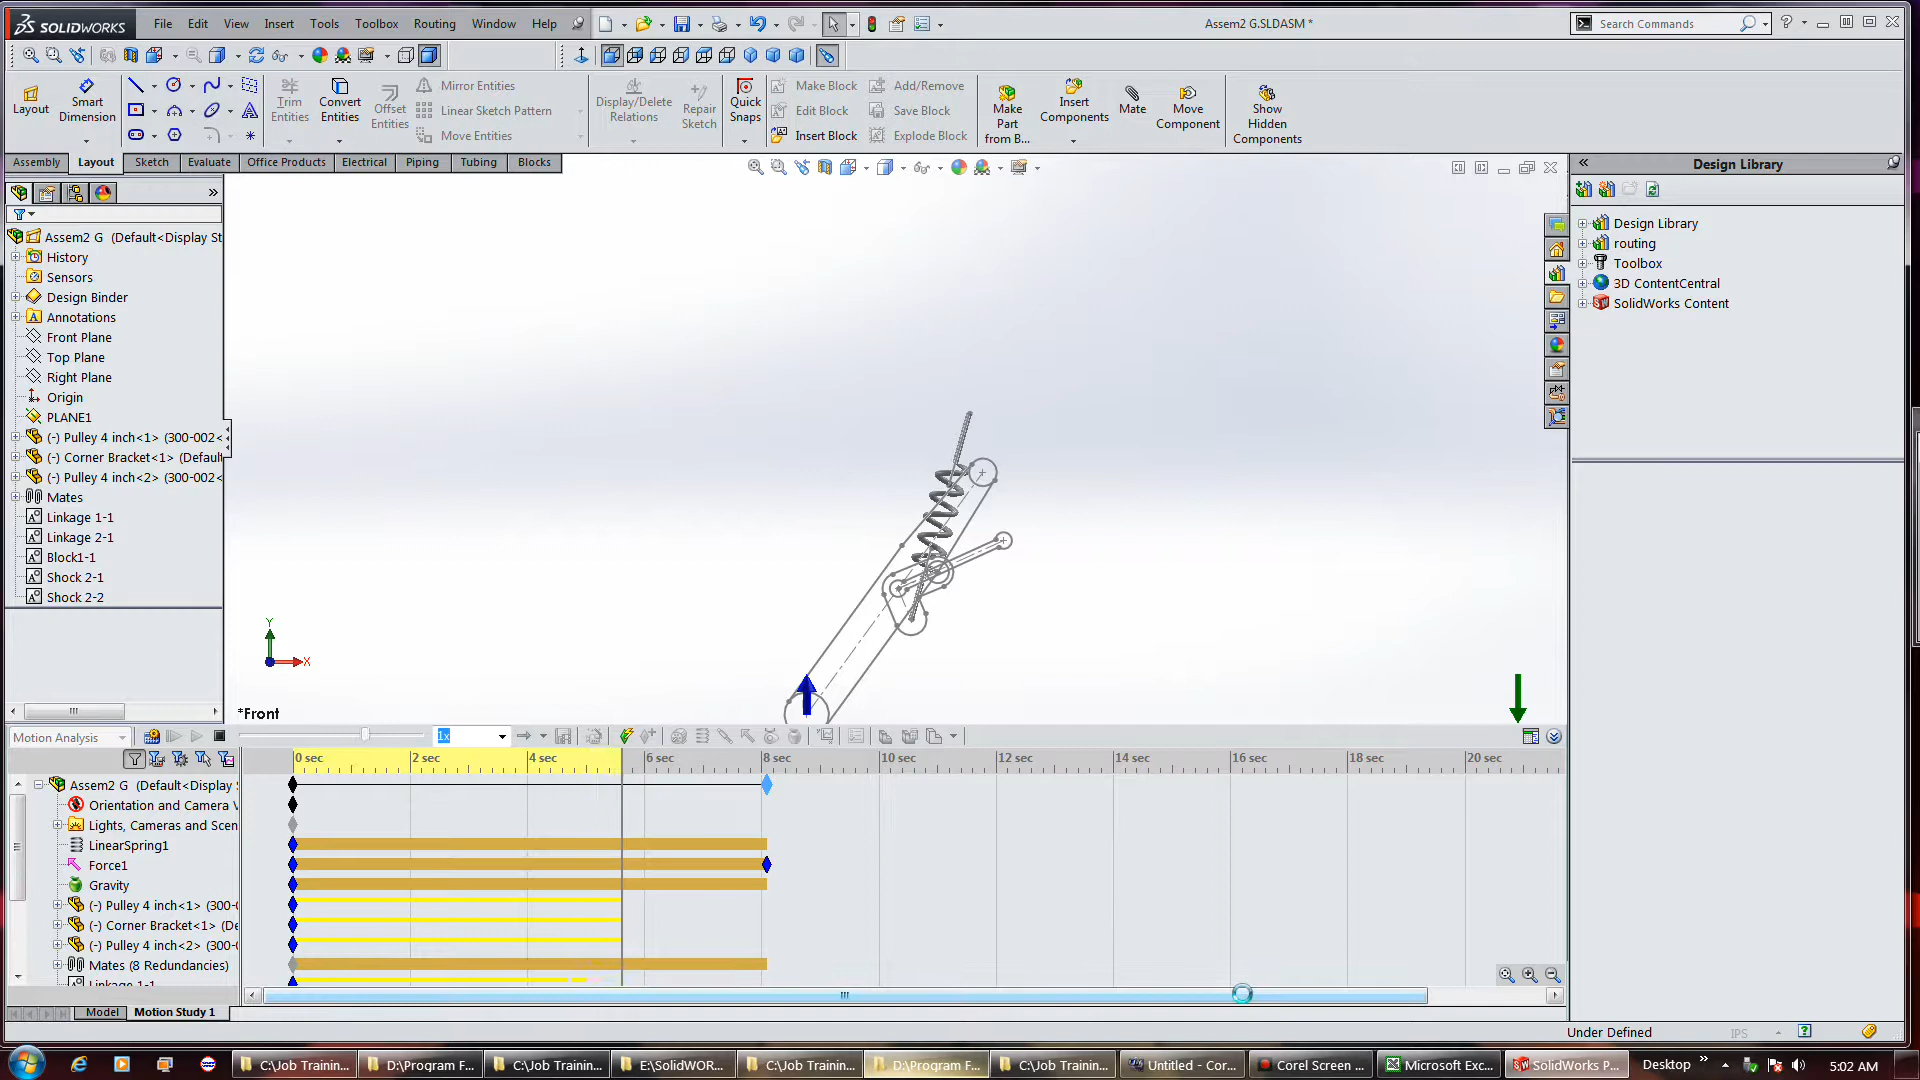 SOLIDWORKS File Edit View Insert Tools Toolbox Routing Window Help Assem2 G.SLDASM * Search Commands
Layout Smart Dimension Trim Entities Convert Entities Offset Entities Mirror Entities Linear Sketch Pattern Move Entities Display/Delete Relations Repair Sketch Quick Snaps Make Block Edit Block Insert Block Add/Remove Save Block Explode Block Make Part from B... Insert Components Mate Move Component Show Hidden Components
Assembly Layout Sketch Evaluate Office Products Electrical Piping Tubing Blocks
Design Library
Assem2 G (Default<Display St
History
Sensors
Design Binder
Annotations
Front Plane
Top Plane
Right Plane
Origin
PLANE1
(-) Pulley 4 inch<1> (300-002<
(-) Corner Bracket<1> (Defaul
(-) Pulley 4 inch<2> (300-002<
Mates
Linkage 1-1
Linkage 2-1
Block1-1
Shock 2-1
Shock 2-2
Design Library
routing
Toolbox
3D ContentCentral
SolidWorks Content
Y
X
*Front
Motion Analysis 1x
0 sec 2 sec 4 sec 6 sec 8 sec 10 sec 12 sec 14 sec 16 sec 18 sec 20 sec
Assem2 G (Default<Display
Orientation and Camera V
Lights, Cameras and Scen
LinearSpring1
Force1
Gravity
(-) Pulley 4 inch<1> (300-
(-) Corner Bracket<1> (De
(-) Pulley 4 inch<2> (300-
Mates (8 Redundancies)
Linkage 1-1
Model Motion Study 1
Under Defined IPS
C:\Job Trainin... D:\Program F... C:\Job Trainin... E:\SolidWOR... C:\Job Trainin... D:\Program F... C:\Job Trainin... Untitled - Cor... Corel Screen ... Microsoft Exc... SolidWorks P... Desktop 5:02 AM